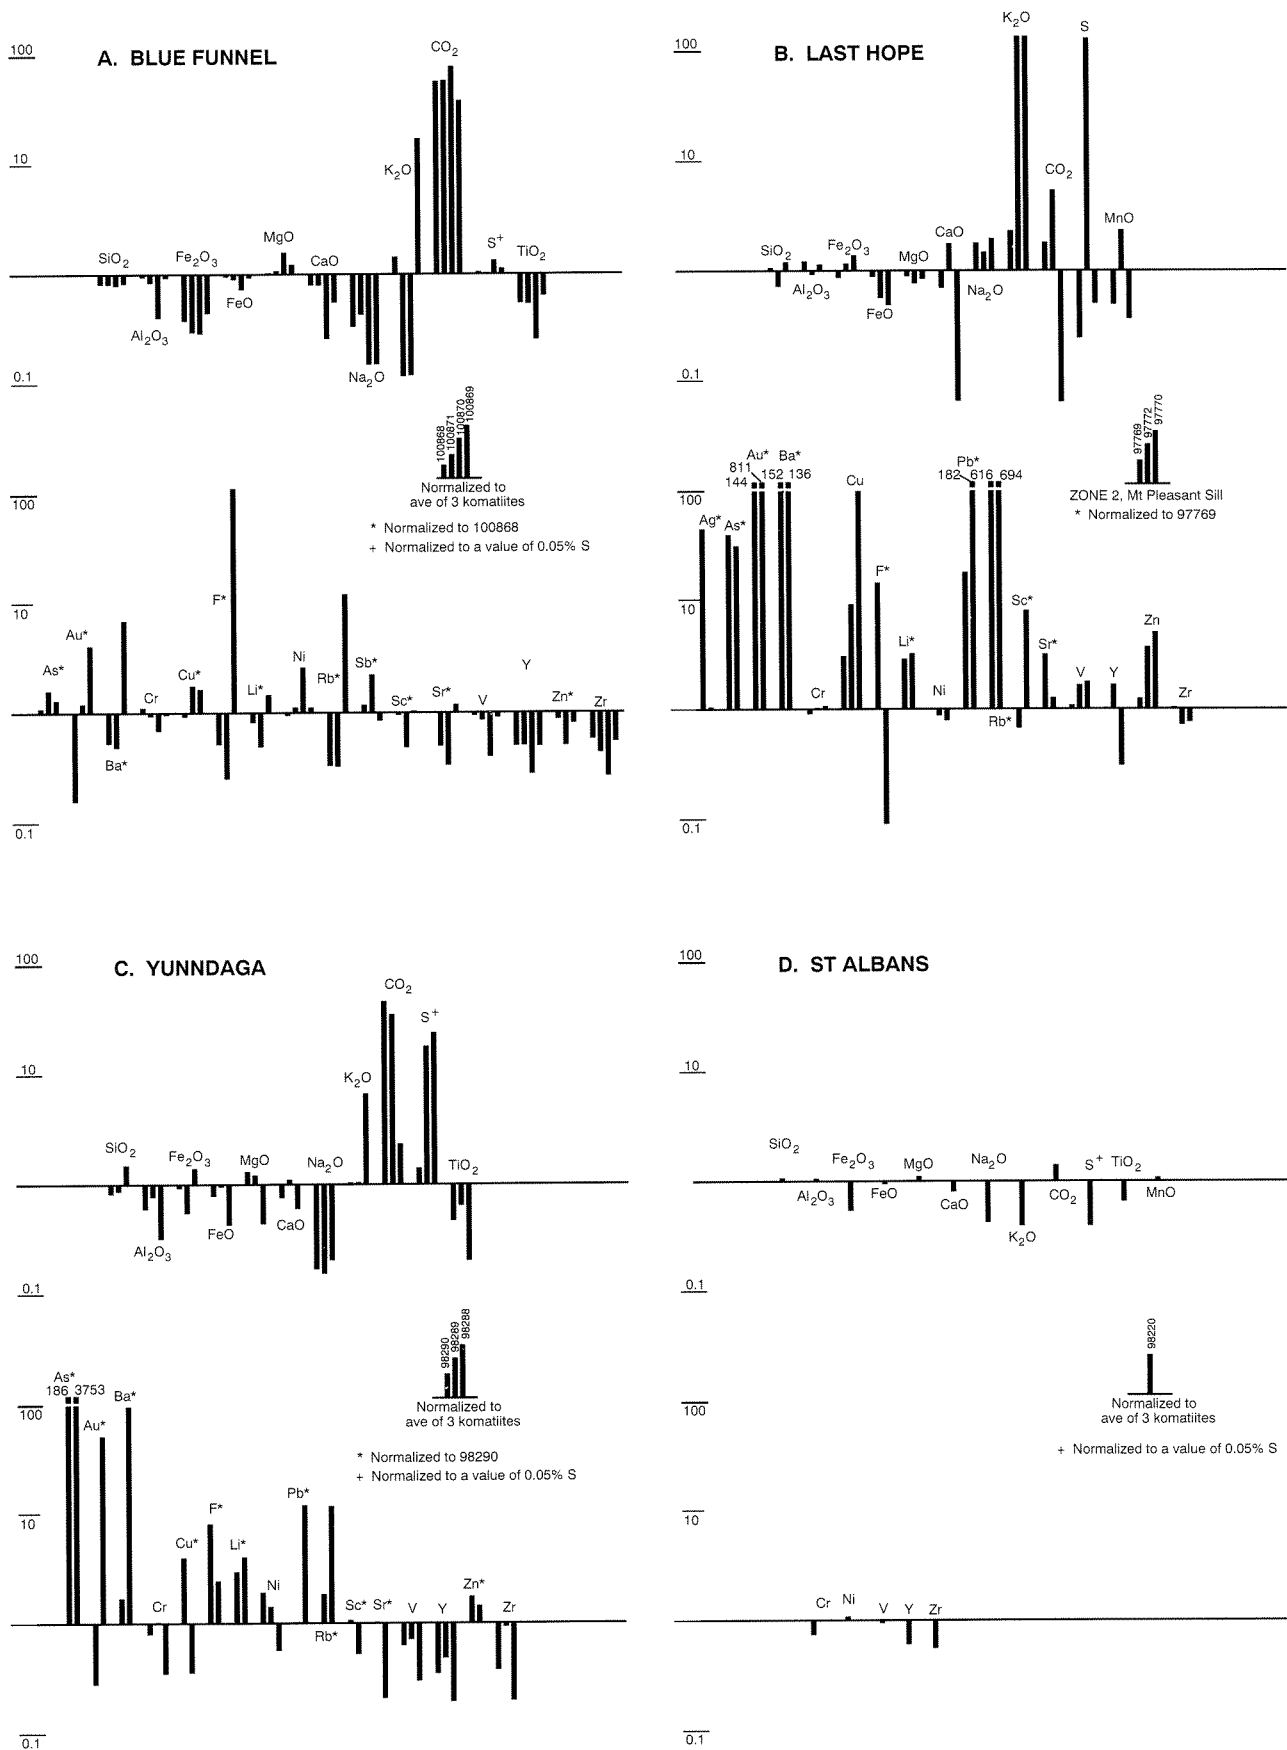 A. BLUE FUNNEL
100
10
0.1
SiO2
Al2O3
Fe2O3
FeO
MgO
CaO
Na2O
K2O
CO2
S+
TiO2
100868
100871
100870
100869
Normalized to
ave of 3 komatiites
* Normalized to 100868
+ Normalized to a value of 0.05% S
100
10
0.1
As*
Au*
Ba*
Cr
Cu*
F*
Li*
Ni
Rb*
Sb*
Sc*
Sr*
V
Y
Zn*
Zr
B. LAST HOPE
100
10
0.1
SiO2
Al2O3
Fe2O3
FeO
MgO
CaO
Na2O
K2O
CO2
S
MnO
97769
97772
97770
ZONE 2, Mt Pleasant Sill
* Normalized to 97769
100
10
0.1
Ag*
As*
Au*
811
144
Ba*
152 136
Cr
Cu
F*
Li*
Ni
Pb*
182 616 694
Rb*
Sc*
Sr*
V
Y
Zn
Zr
C. YUNNDAGA
100
10
0.1
SiO2
Al2O3
Fe2O3
FeO
MgO
CaO
Na2O
K2O
CO2
S+
TiO2
98290
98289
98288
Normalized to
ave of 3 komatiites
* Normalized to 98290
+ Normalized to a value of 0.05% S
100
10
0.1
As*
186 3753
Au*
Ba*
Cr
Cu*
F*
Li*
Ni
Pb*
Rb*
Sc*
Sr*
V
Y
Zn*
Zr
D. ST ALBANS
100
10
0.1
SiO2
Al2O3
Fe2O3
FeO
MgO
CaO
Na2O
K2O
CO2
S+
TiO2
MnO
98220
Normalized to
ave of 3 komatiites
+ Normalized to a value of 0.05% S
100
10
0.1
Cr
Ni
V
Y
Zr